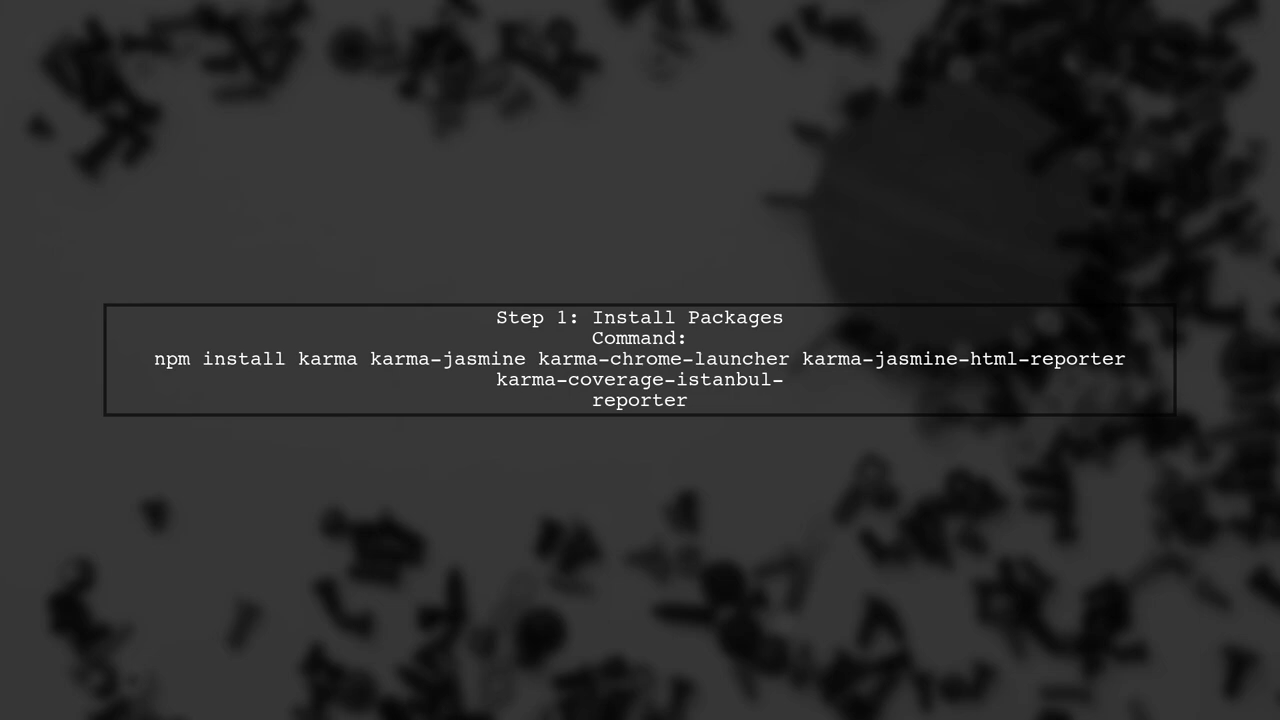 Step 1: Install Packages
Command:
npm install karma karma-jasmine karma-chrome-launcher karma-jasmine-html-reporter
karma-coverage-istanbul-
reporter